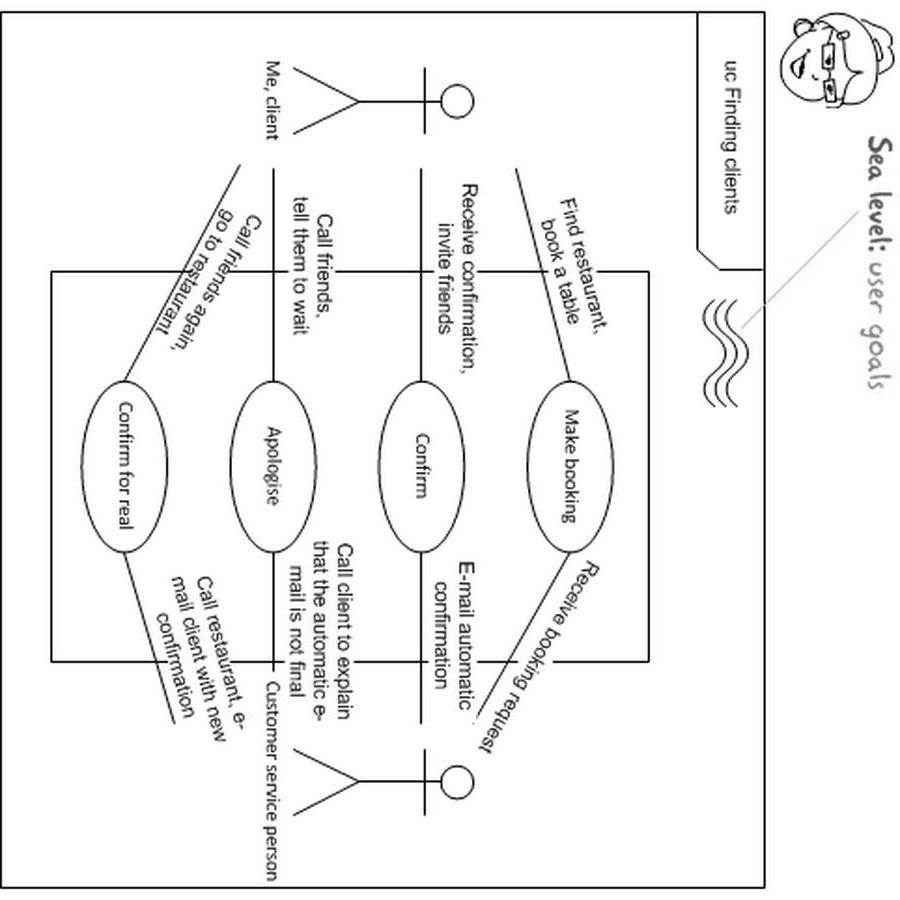 Sea level: user goals
uc Finding clients
Find restaurant,
book a table
Make booking
Receive booking request
Receive confirmation,
invite friends
Confirm
E-mail automatic
confirmation
Call friends,
tell them to wait
Apologise
Call client to explain
that the automatic e-
mail is not final
Me, client
Customer service person
Call friends again,
go to restaurant
Confirm for real
Call restaurant, e-
mail client with new
confirmation